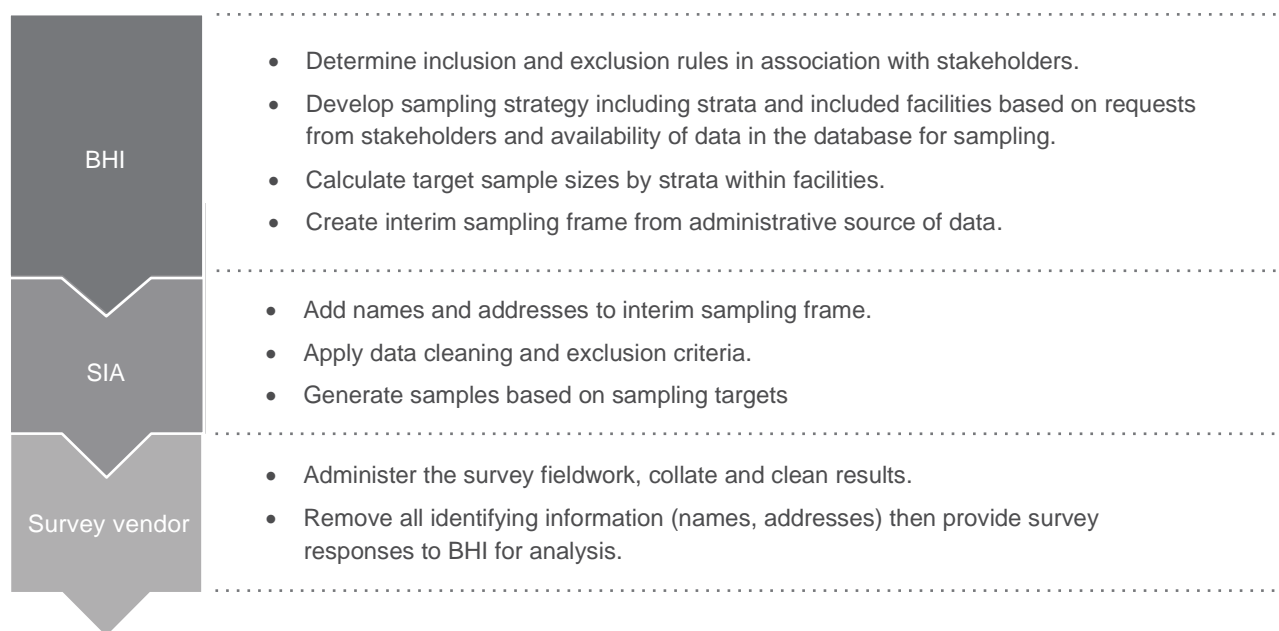 BHI
• Determine inclusion and exclusion rules in association with stakeholders.
• Develop sampling strategy including strata and included facilities based on requests
from stakeholders and availability of data in the database for sampling.
• Calculate target sample sizes by strata within facilities.
• Create interim sampling frame from administrative source of data.
SIA
• Add names and addresses to interim sampling frame.
• Apply data cleaning and exclusion criteria.
• Generate samples based on sampling targets
Survey vendor
• Administer the survey fieldwork, collate and clean results.
• Remove all identifying information (names, addresses) then provide survey
responses to BHI for analysis.